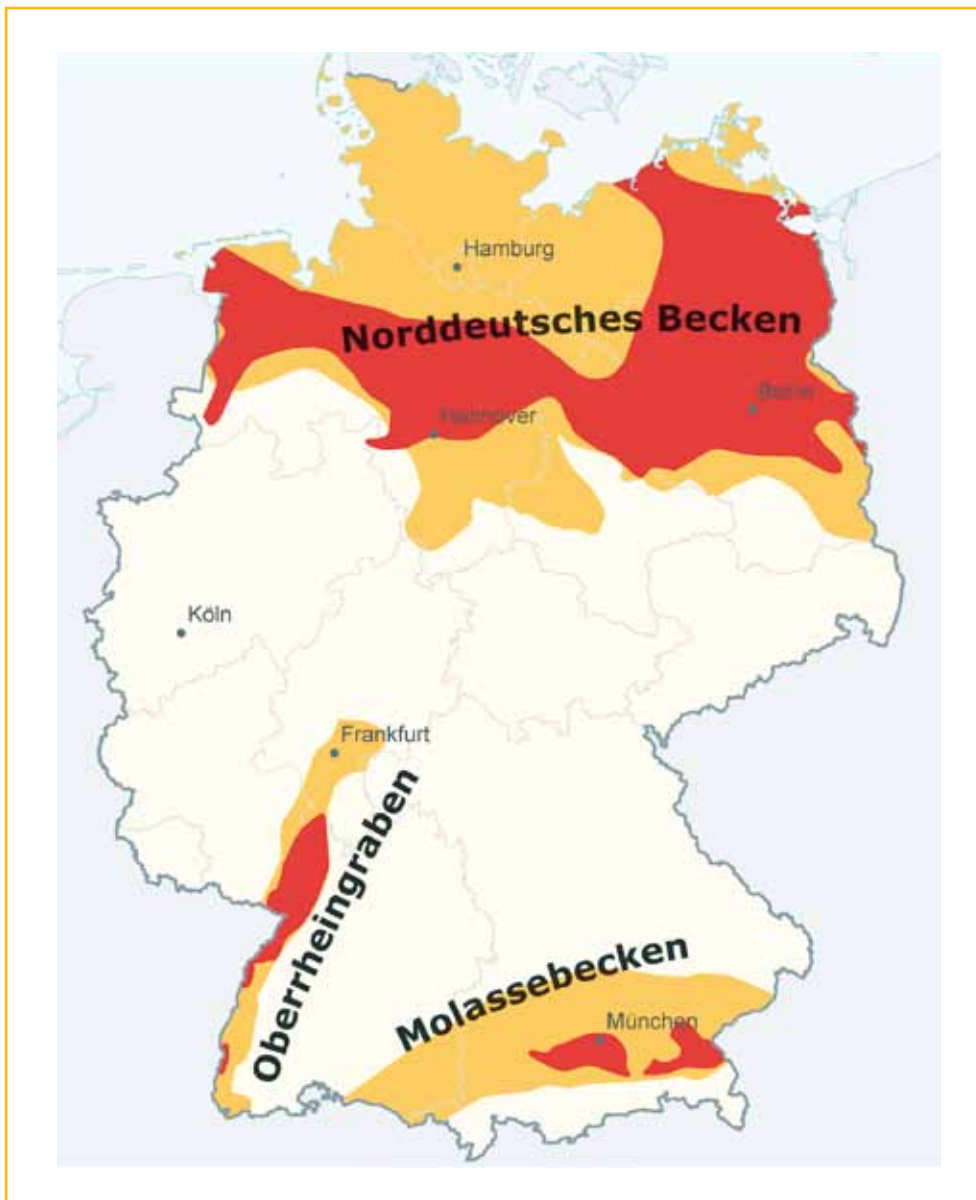 Hamburg
Norddeutsches Becken
Berlin
Hannover
Köln
Frankfurt
Oberrheingraben
Molassebecken
München